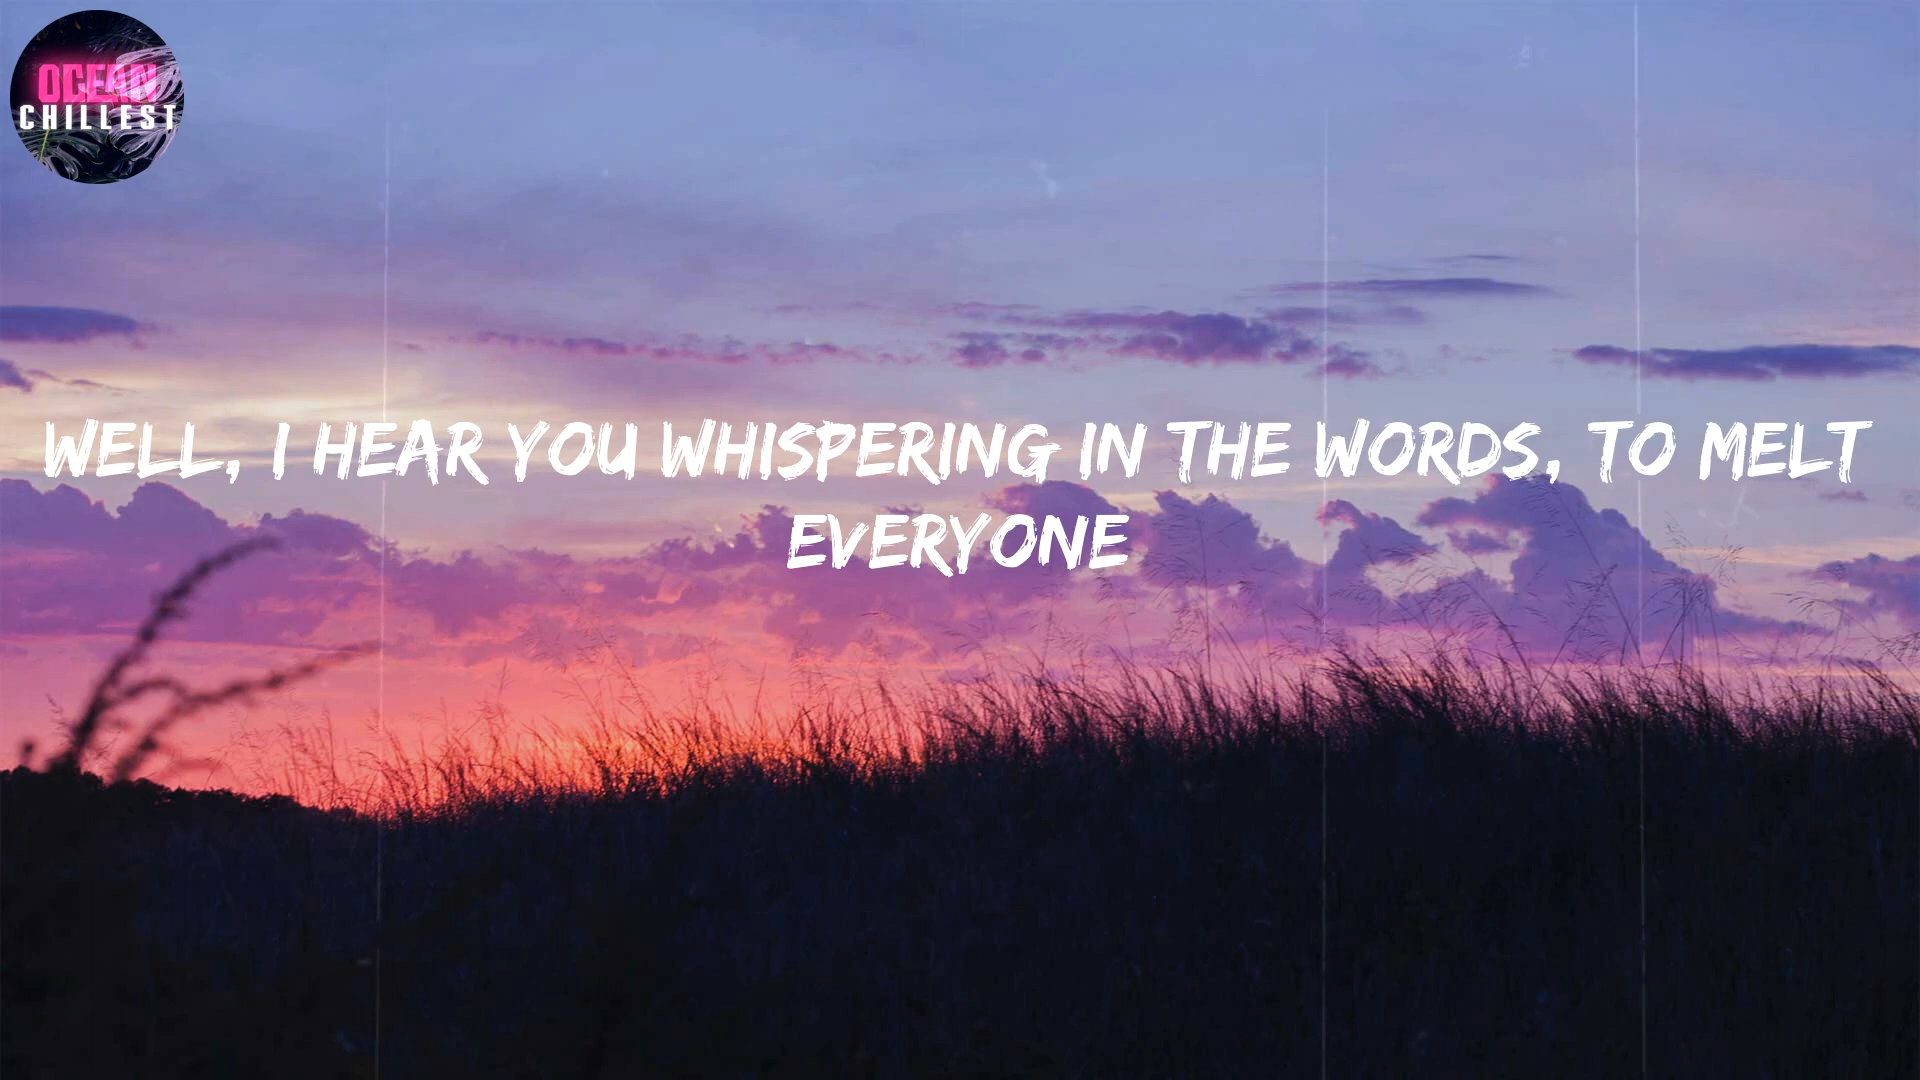 OCEAN
CHILLEST
WELL, I HEAR YOU WHISPERING IN THE WORDS, TO MELT
EVERYONE